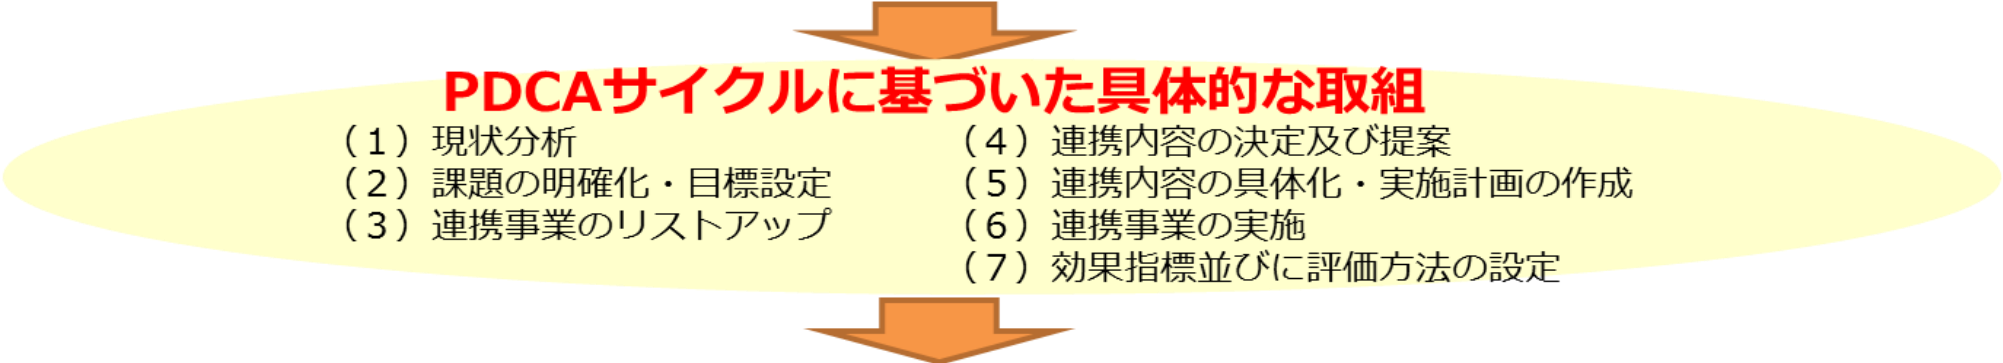 PDCAサイクルに基づいた具体的な取組
（１）現状分析
（２）課題の明確化・目標設定
（３）連携事業のリストアップ
（４）連携内容の決定及び提案
（５）連携内容の具体化・実施計画の作成
（６）連携事業の実施
（７）効果指標並びに評価方法の設定